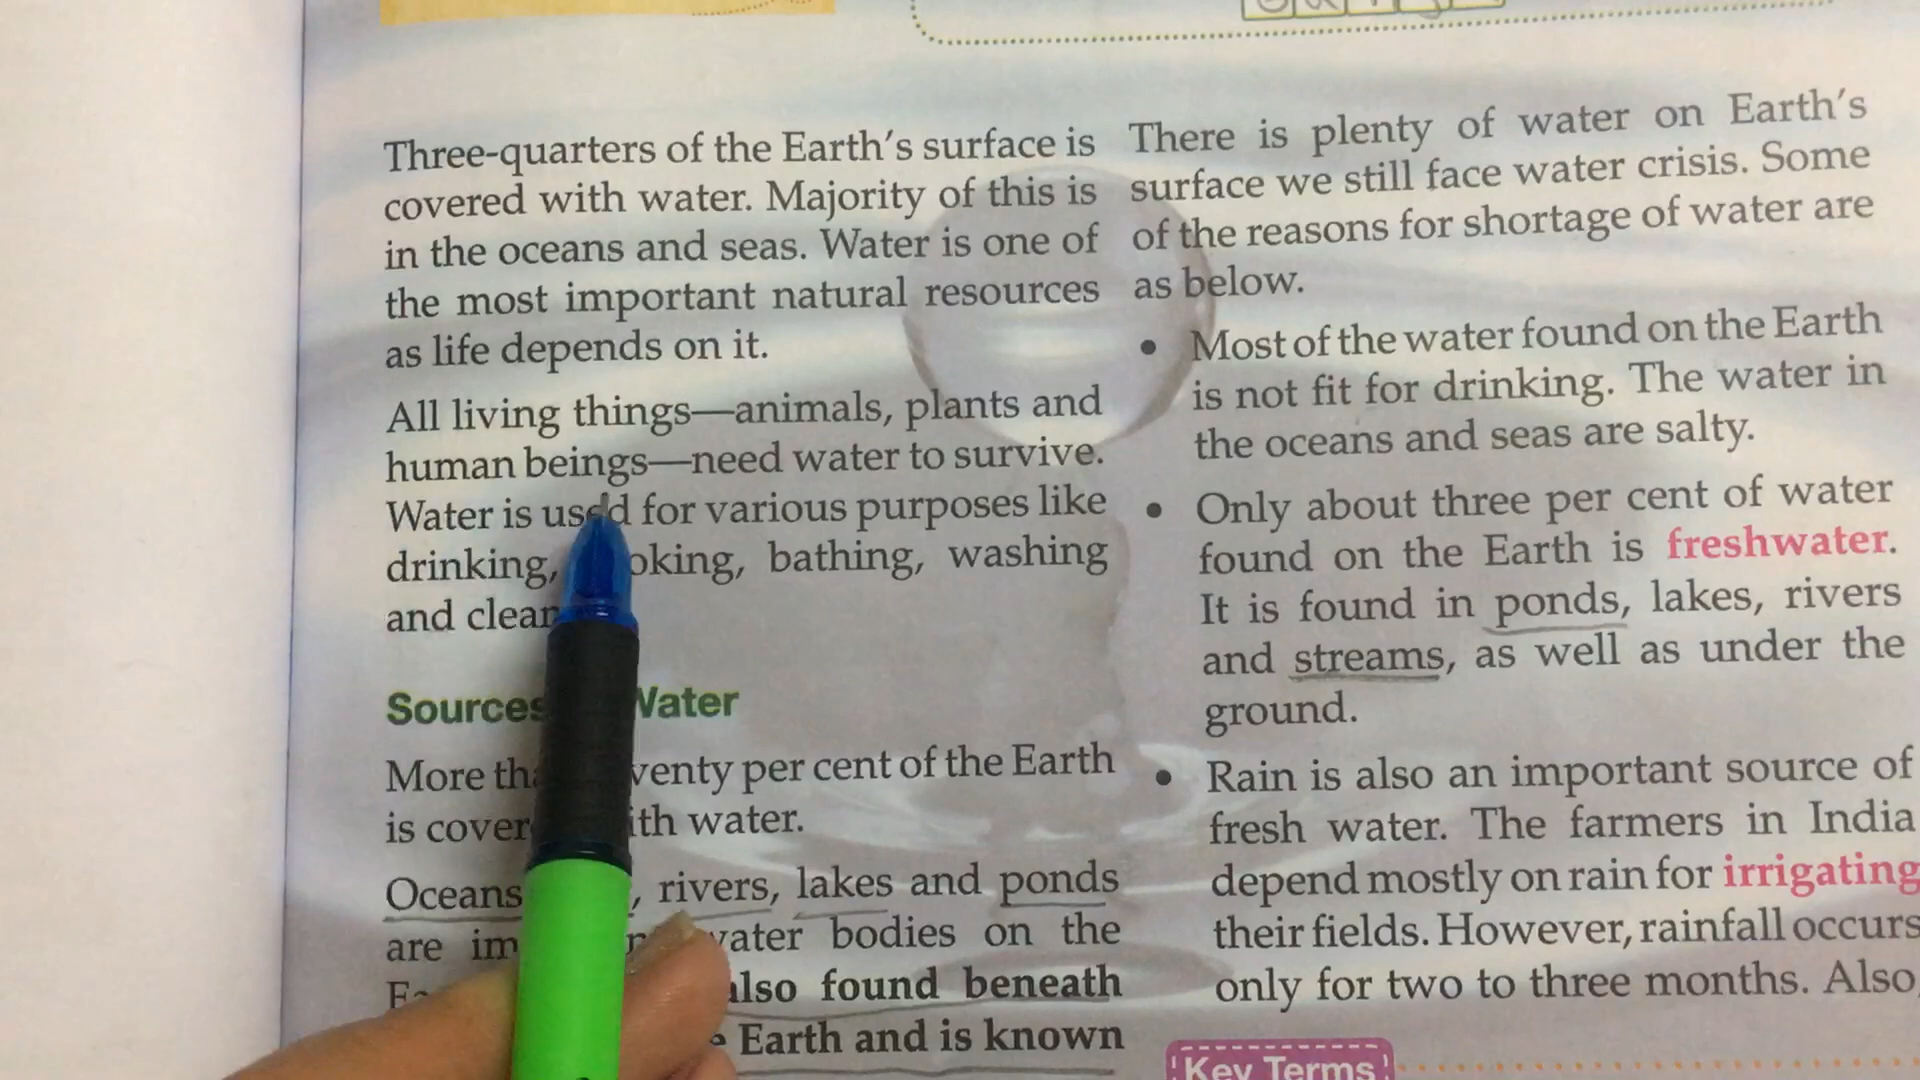 Three-quarters of the Earth's surface is
covered with water. Majority of this is
in the oceans and seas. Water is one of
the most important natural resources
as life depends on it.
All living things—animals, plants and
human beings—need water to survive.
Water is used for various purposes like
drinking, bathing, washing
and
Sources Water
More per cent of the Earth
is with water.
Oceans , rivers, lakes and ponds
are water bodies on the
also found beneath
Earth and is known
There is plenty of water on Earth's
surface we still face water crisis. Some
of the reasons for shortage of water are
as below.
• Most of the water found on the Earth
is not fit for drinking. The water in
the oceans and seas are salty.
• Only about three per cent of water
found on the Earth is freshwater.
It is found in ponds, lakes, rivers
and streams, as well as under the
ground.
• Rain is also an important source of
fresh water. The farmers in India
depend mostly on rain for irrigating
their fields. However, rainfall occurs
only for two to three months. Also,
Key Terms